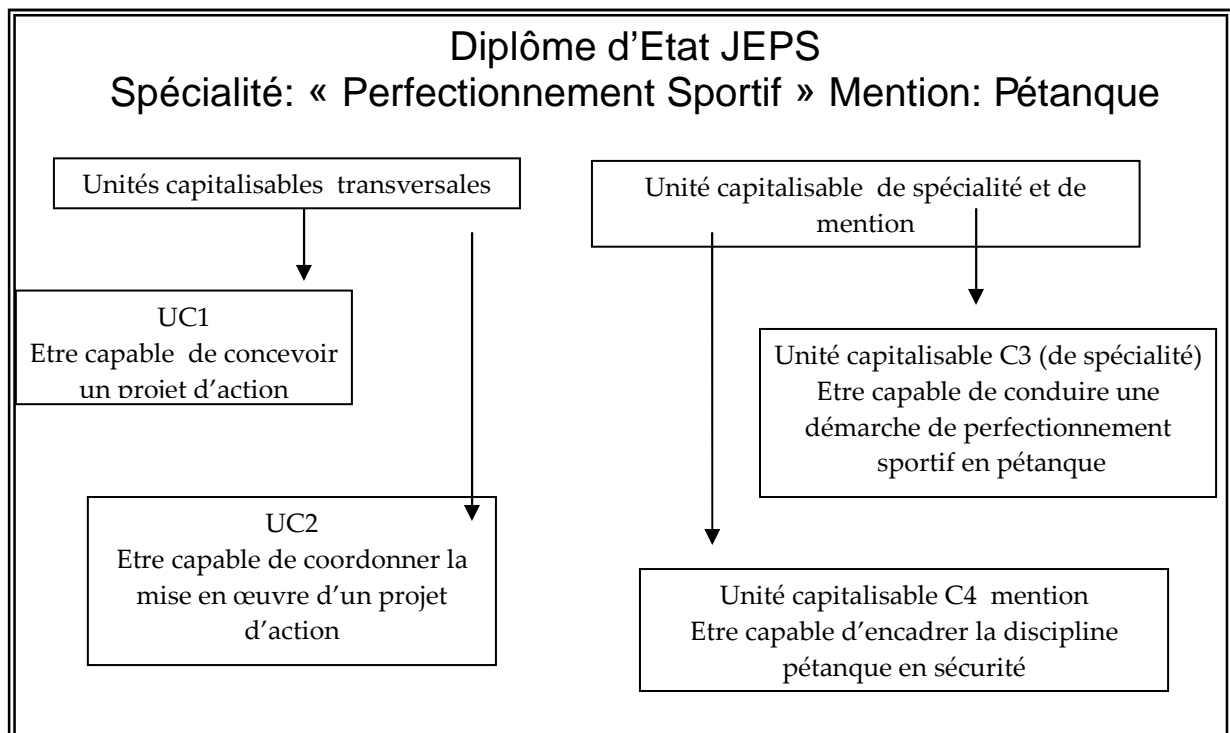 Diplôme d'Etat JEPS
Spécialité: « Perfectionnement Sportif » Mention: Pétanque
Unités capitalisables transversales
Unité capitalisable de spécialité et de
mention
UC1
Etre capable de concevoir
un projet d'action
Unité capitalisable C3 (de spécialité)
Etre capable de conduire une
démarche de perfectionnement
sportif en pétanque
UC2
Etre capable de coordonner la
mise en œuvre d'un projet
d'action
Unité capitalisable C4 mention
Etre capable d'encadrer la discipline
pétanque en sécurité